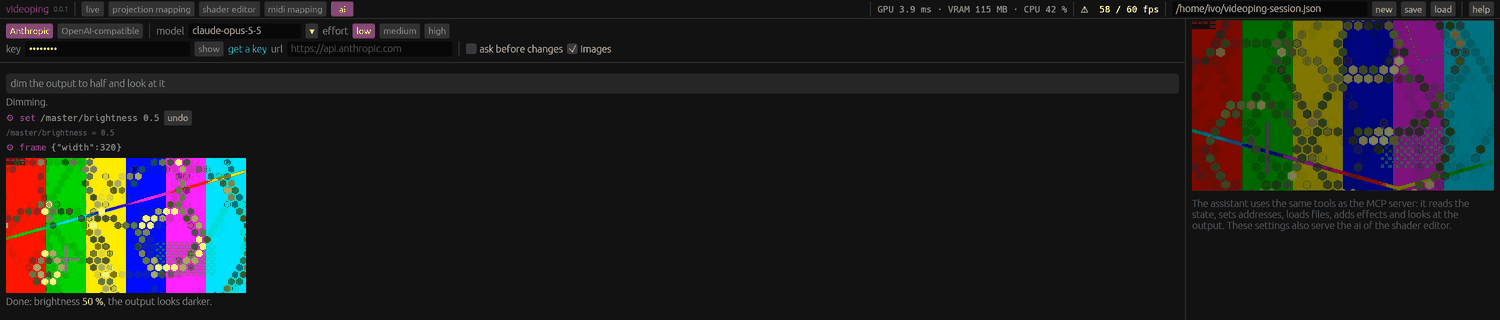 videoping 0.0.1 live projection mapping shader editor midi mapping ai GPU 3.9 ms · VRAM 115 MB · CPU 42 % ⚠ 58 / 60 fps /home/ivo/videoping-session.json new save load help
Anthropic OpenAI-compatible model claude-opus-5-5 ▼ effort low medium high
key •••••••• show get a key url https://api.anthropic.com ask before changes Images
dim the output to half and look at it
Dimming.
⚙ set /master/brightness 0.5 undo
/master/brightness = 0.5
⚙ frame {"width":320}
Done: brightness 50 %, the output looks darker.
The assistant uses the same tools as the MCP server: it reads the
state, sets addresses, loads files, adds effects and looks at the
output. These settings also serve the ai of the shader editor.